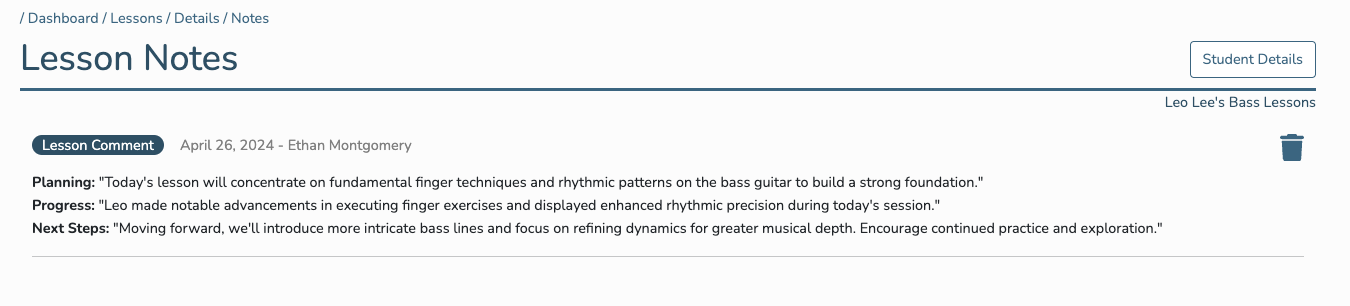 / Dashboard / Lessons / Details / Notes
Lesson Notes
Student Details
Leo Lee's Bass Lessons
Lesson Comment April 26, 2024 - Ethan Montgomery
Planning: "Today's lesson will concentrate on fundamental finger techniques and rhythmic patterns on the bass guitar to build a strong foundation."
Progress: "Leo made notable advancements in executing finger exercises and displayed enhanced rhythmic precision during today's session."
Next Steps: "Moving forward, we'll introduce more intricate bass lines and focus on refining dynamics for greater musical depth. Encourage continued practice and exploration."